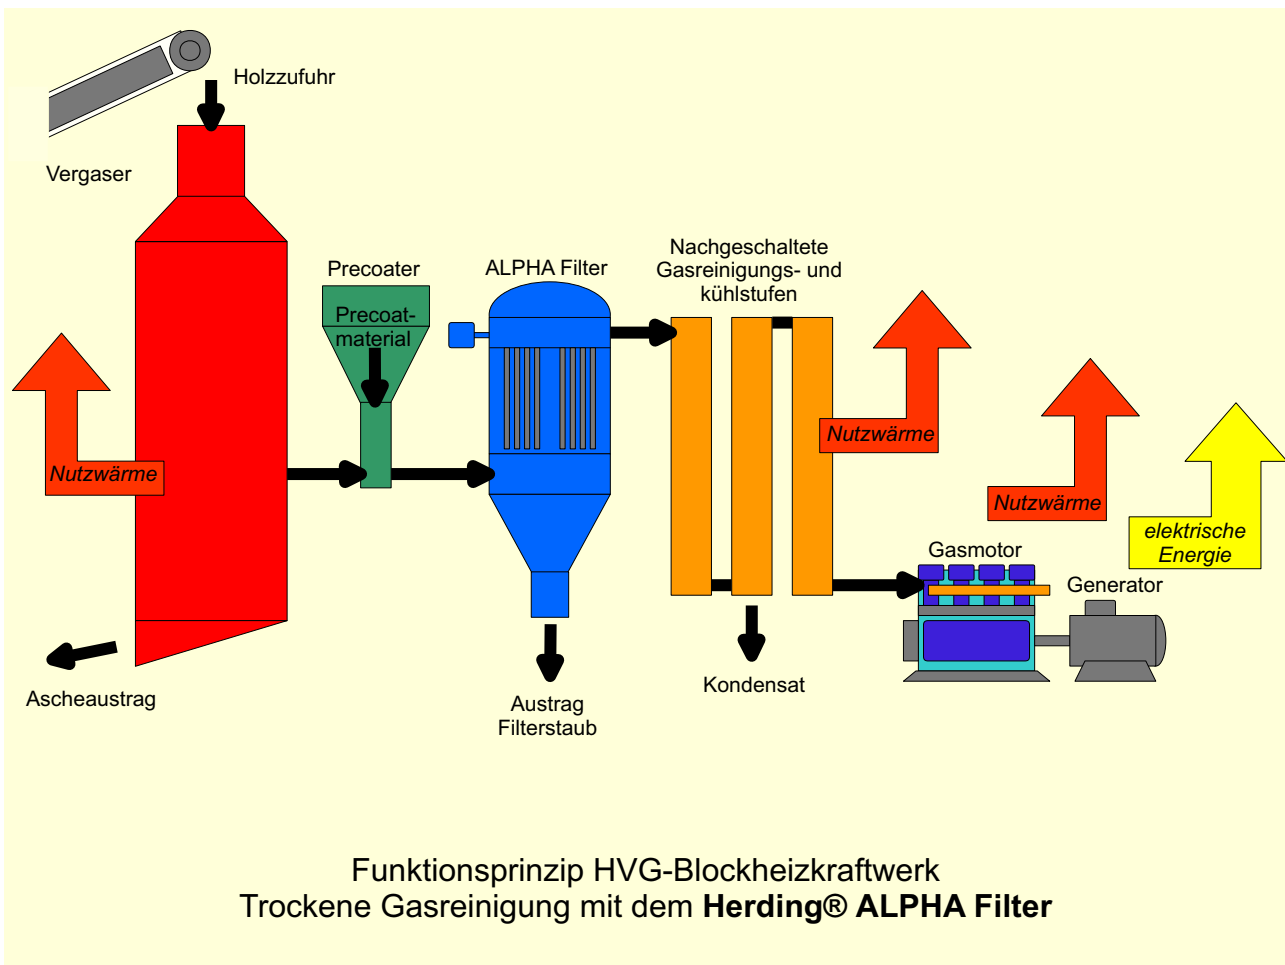 Holzzufuhr
Vergaser
Precoater
Precoat-
material
ALPHA Filter
Nachgeschaltete
Gasreinigungs- und
kühlstufen
Nutzwärme
Nutzwärme
Nutzwärme
elektrische
Energie
Gasmotor
Generator
Ascheaustrag
Austrag
Filterstaub
Kondensat
Funktionsprinzip HVG-Blockheizkraftwerk
Trockene Gasreinigung mit dem Herding® ALPHA Filter